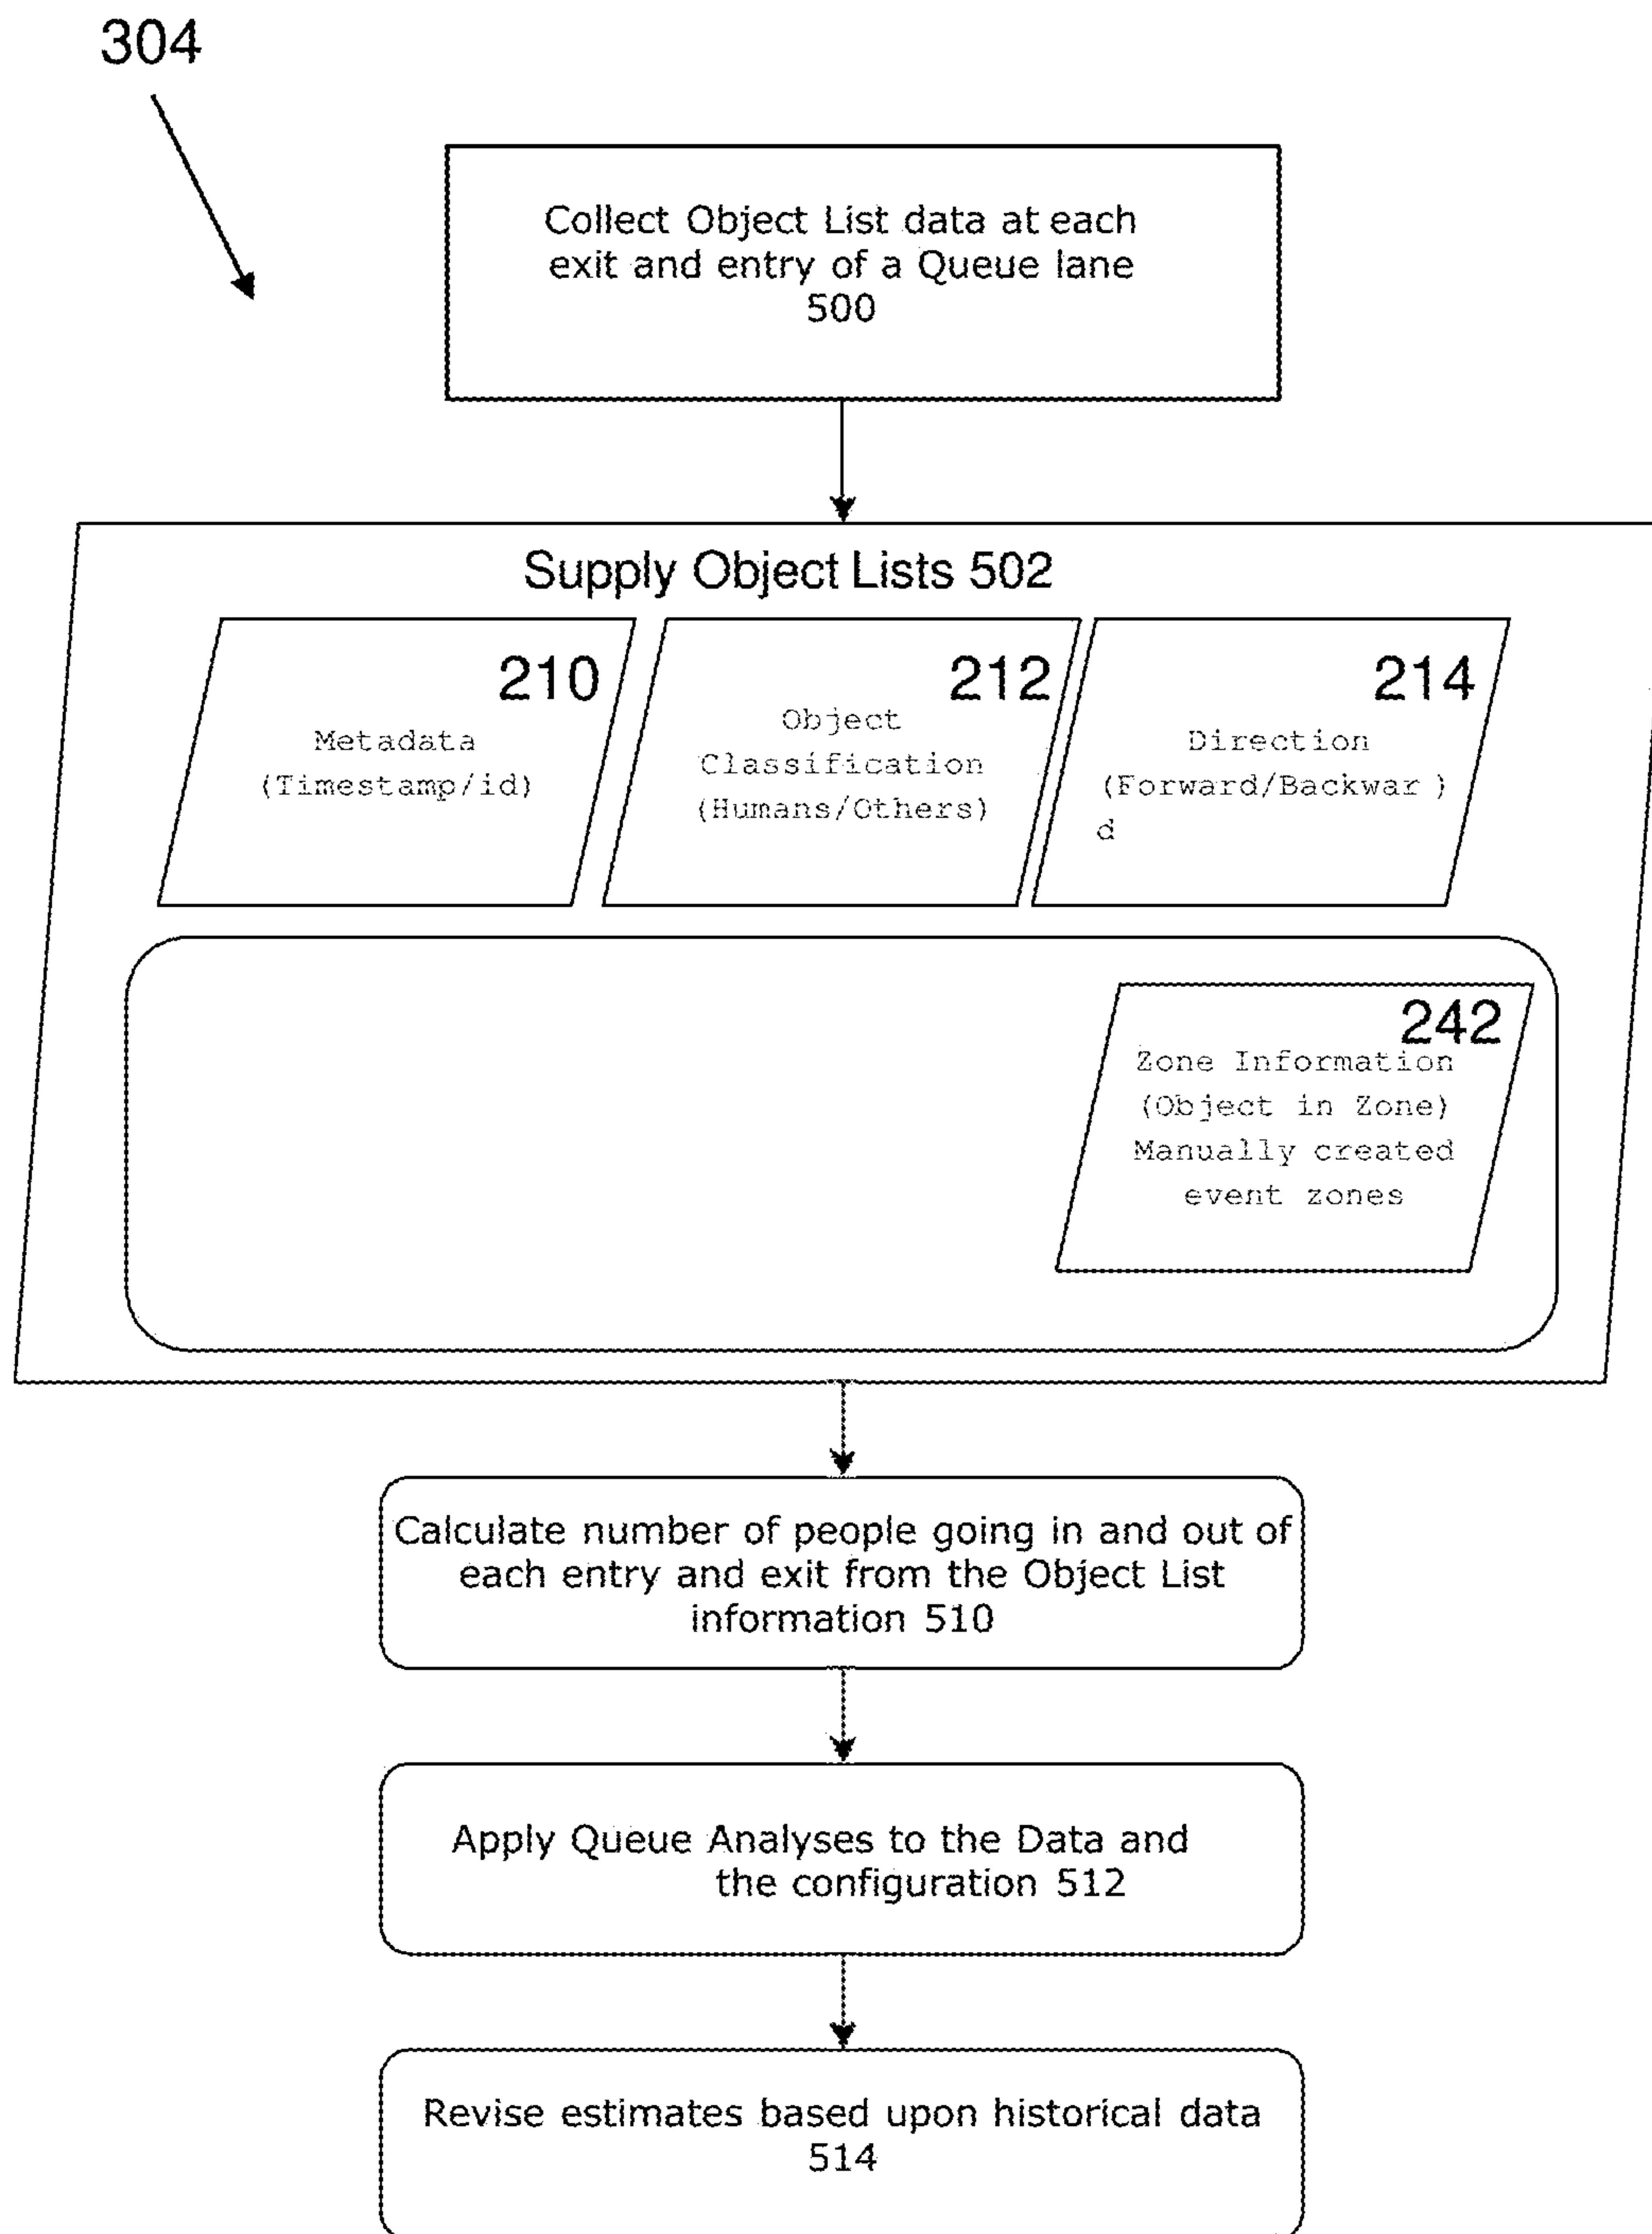 304
Collect Object List data at each
exit and entry of a Queue lane
500
Supply Object Lists 502
210
Metadata
(Timestamp/id)
212
Object
Classification
(Humans/Others)
214
Direction
(Forward/Backwar )
d
242
Zone Information
(Object in Zone)
Manually created
event zones
Calculate number of people going in and out of
each entry and exit from the Object List
information 510
Apply Queue Analyses to the Data and
the configuration 512
Revise estimates based upon historical data
514